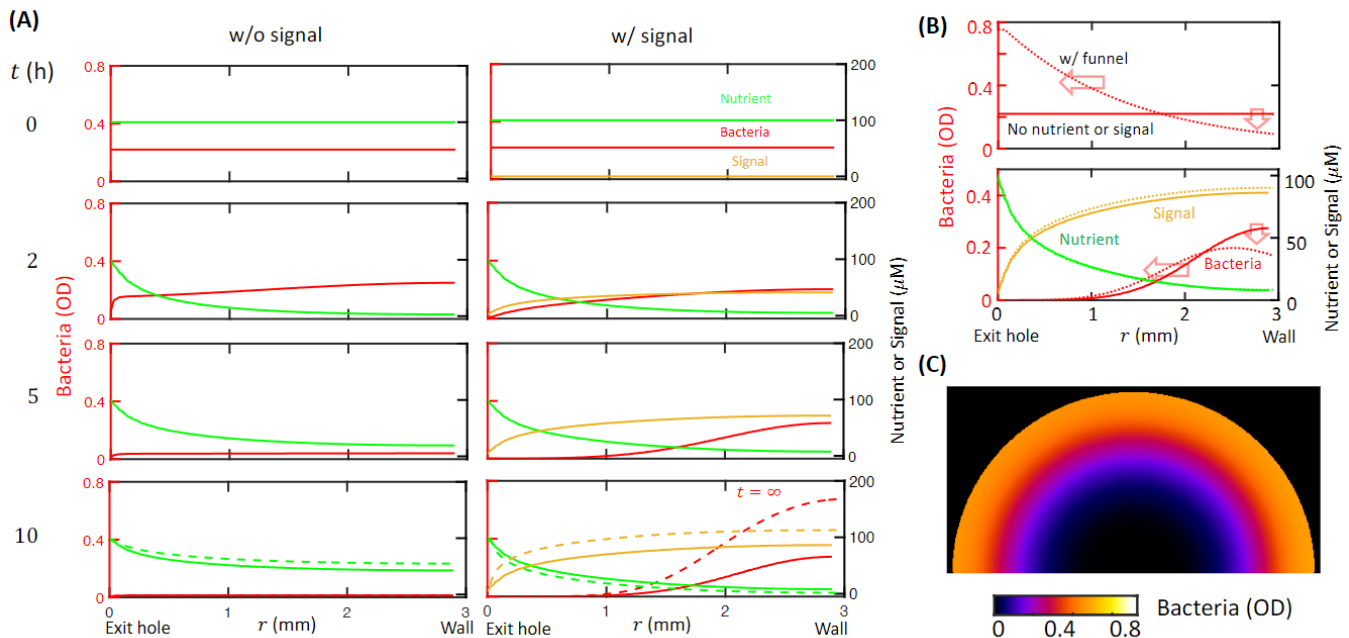 (A)
w/o signal
w/ signal
t (h)
0
2
5
10
0.8
0.4
0
200
100
0
Nutrient
Bacteria
Signal
0.8
0.4
0
200
100
0
0.8
0.4
0
200
100
0
0.8
0.4
0
200
100
0
t = ∞
Bacteria (OD)
Nutrient or Signal (μM)
0 1 2 3
Exit hole r (mm) Wall
0 1 2 3
Exit hole r (mm) Wall
(B)
0.8
0.4
0
w/ funnel
No nutrient or signal
0.4
0.2
0
100
50
0
Signal
Nutrient
Bacteria
Bacteria (OD)
Nutrient or Signal (μM)
0 1 2 3
Exit hole r (mm) Wall
(C)
0 0.4 0.8
Bacteria (OD)